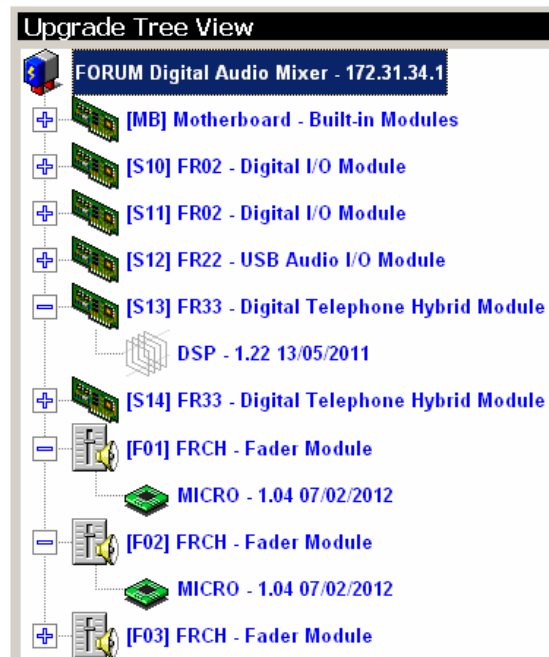 Upgrade Tree View
FORUM Digital Audio Mixer - 172.31.34.1
[MB] Motherboard - Built-in Modules
[S10] FR02 - Digital I/O Module
[S11] FR02 - Digital I/O Module
[S12] FR22 - USB Audio I/O Module
[S13] FR33 - Digital Telephone Hybrid Module
DSP - 1.22 13/05/2011
[S14] FR33 - Digital Telephone Hybrid Module
[F01] FRCH - Fader Module
MICRO - 1.04 07/02/2012
[F02] FRCH - Fader Module
MICRO - 1.04 07/02/2012
[F03] FRCH - Fader Module